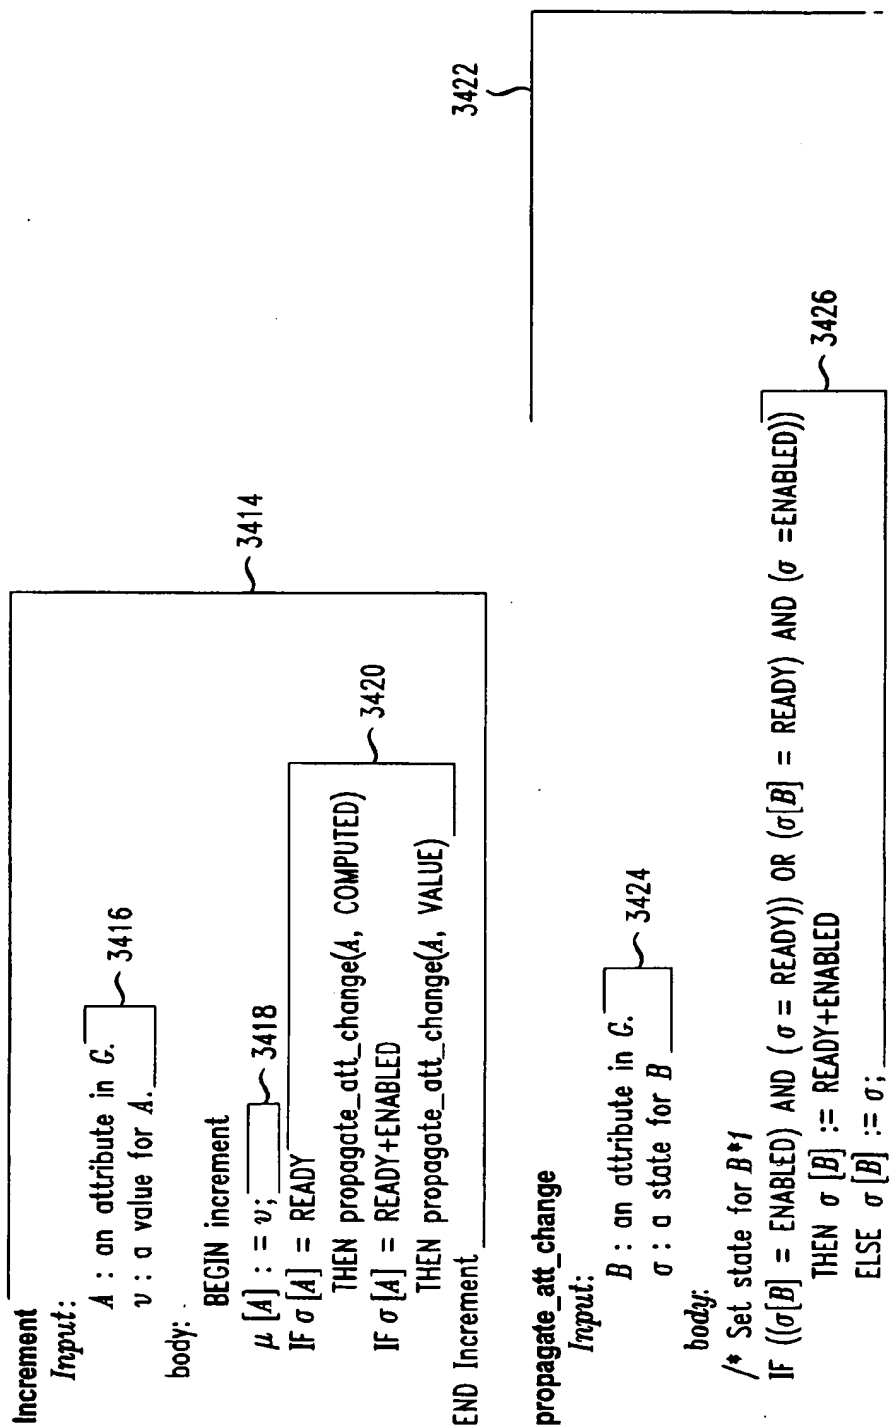 Increment
Input:
A : an attribute in G.
v : a value for A.
3416
body:
BEGIN increment
μ [A] : = v;
3418
IF σ [A] = READY
THEN propagate_att_change(A, COMPUTED)
IF σ [A] = READY+ENABLED
THEN propagate_att_change(A, VALUE)
3420
END Increment
3414
propagate_att_change
3422
Input:
B : an attribute in G.
σ : a state for B
3424
body:
/* Set state for B*1
IF ((σ[B] = ENABLED) AND (σ = READY)) OR (σ[B] = READY) AND (σ =ENABLED))
THEN σ [B] := READY+ENABLED
ELSE σ [B] := σ;
3426